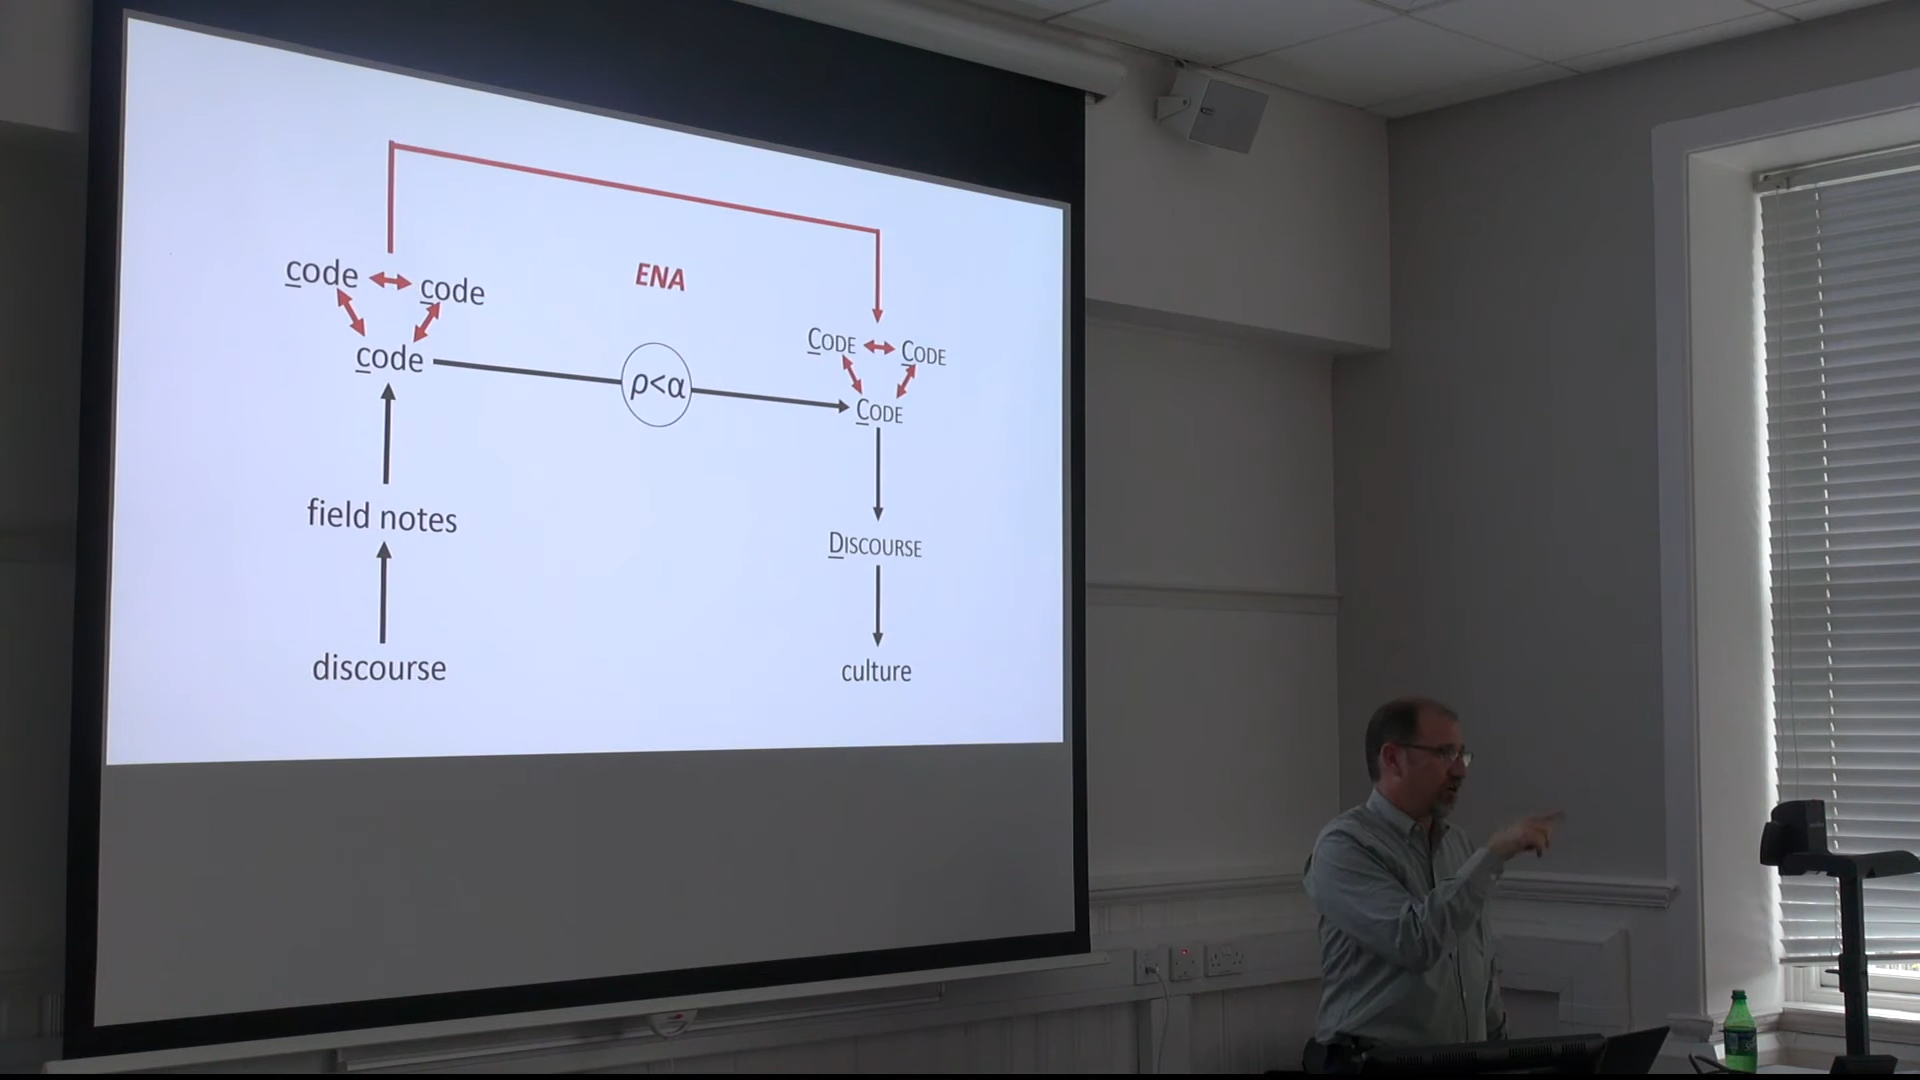 code
code
code
ENA
ρ<α
CODE
CODE
CODE
field notes
DISCOURSE
discourse
culture